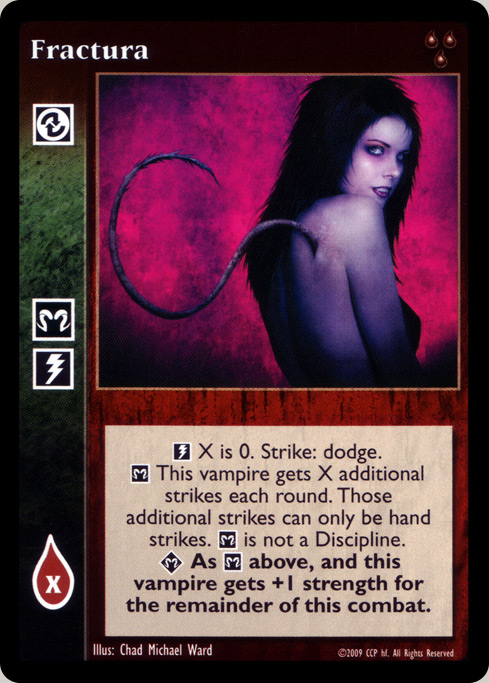 Fractura
X is 0. Strike: dodge.
This vampire gets X additional
strikes each round. Those
additional strikes can only be hand
strikes. is not a Discipline.
As above, and this
vampire gets +1 strength for
the remainder of this combat.
X
Illus: Chad Michael Ward
©2009 CCP hf. All Rights Reserved